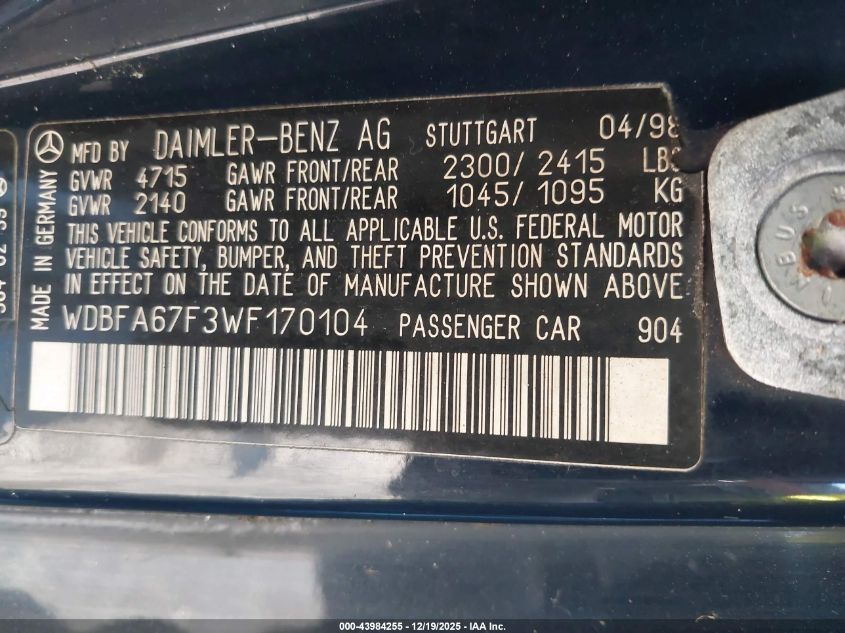 MFD BY DAIMLER-BENZ AG STUTTGART 04/98
GVWR 4715 GAWR FRONT/REAR 2300/2415 LBS
GVWR 2140 GAWR FRONT/REAR 1045/1095 KG
THIS VEHICLE CONFORMS TO ALL APPLICABLE U.S. FEDERAL MOTOR
VEHICLE SAFETY, BUMPER, AND THEFT PREVENTION STANDARDS
IN EFFECT ON THE DATE OF MANUFACTURE SHOWN ABOVE
WDBFA67F3WF170104 PASSENGER CAR 904
MADE IN GERMANY
000-43984255 - 12/19/2025 - IAA Inc.